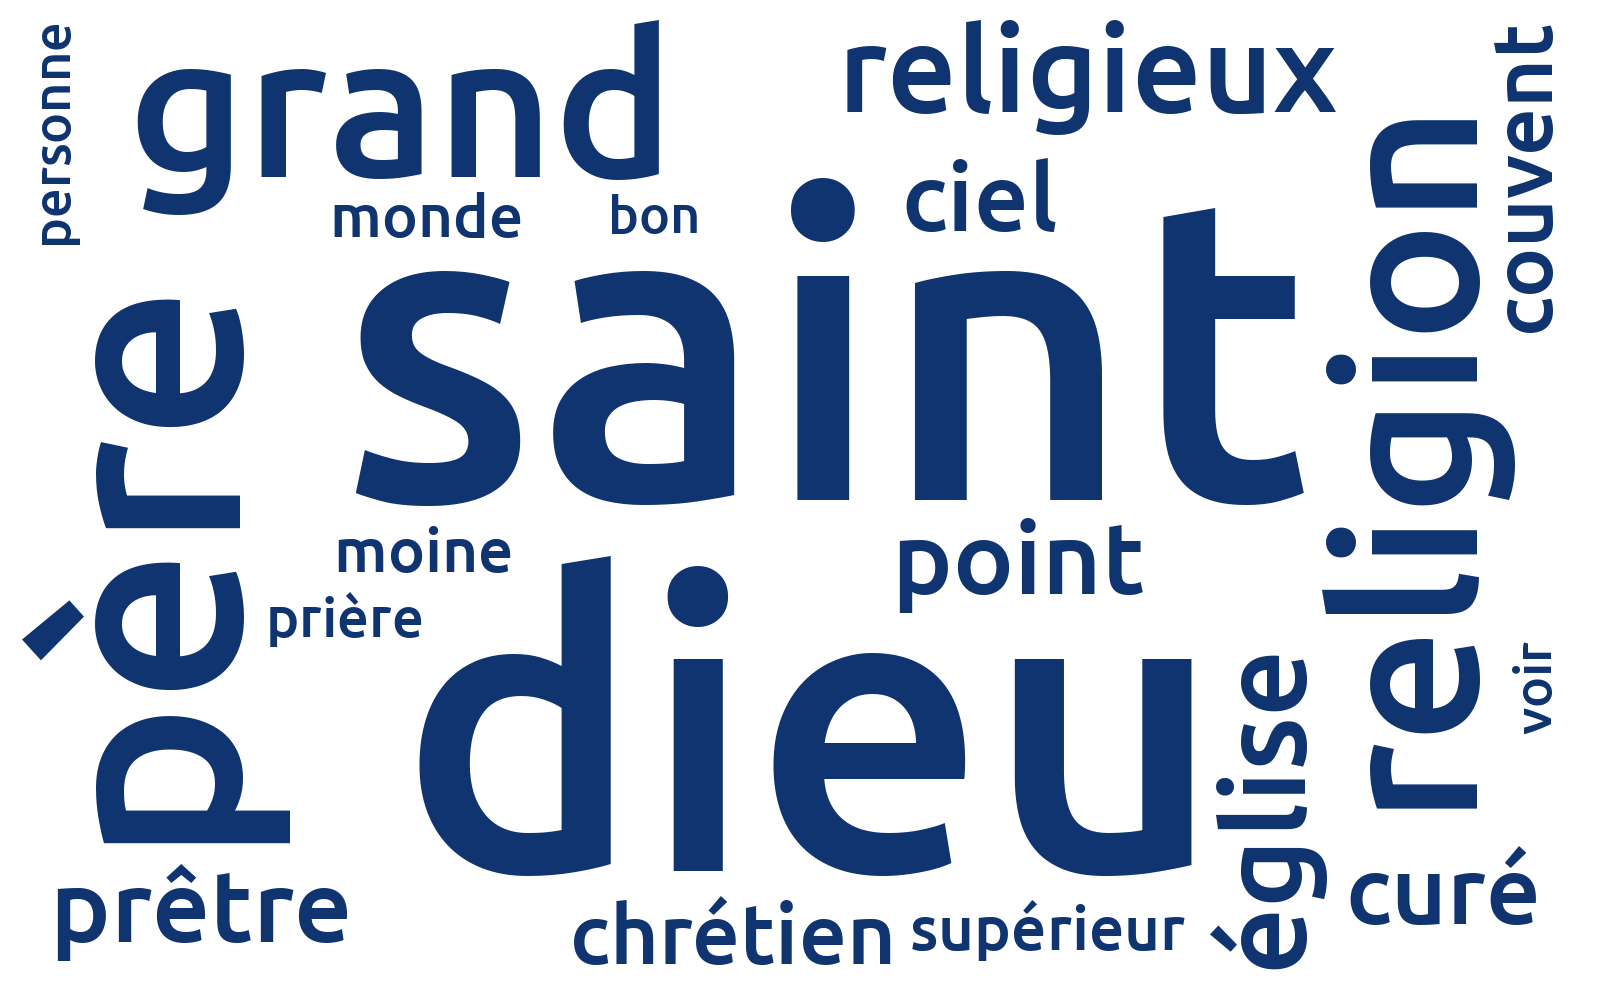 personne
grand
religieux
couvent
monde
bon
ciel
saint
religion
père
moine
point
prière
dieu
voir
église
prêtre
chrétien
supérieur
curé